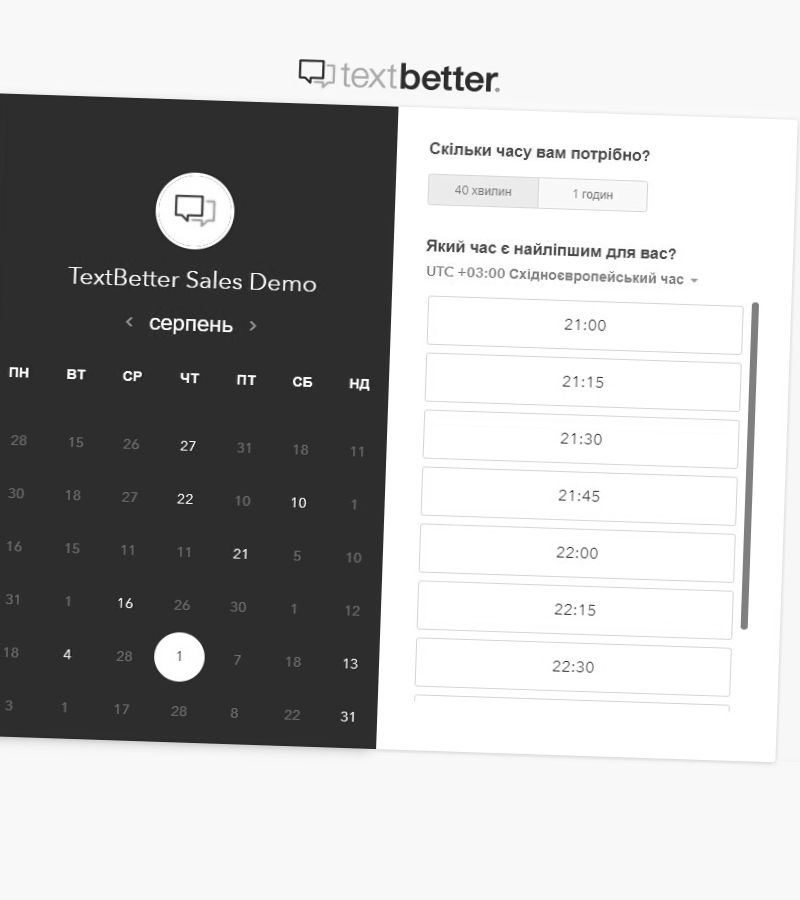 textbetter.
TextBetter Sales Demo
серпень
ПН ВТ СР ЧТ ПТ СБ НД
28 15 26 27 31 18 11
30 18 27 22 10 10 1
16 15 11 11 21 5 10
31 1 16 26 30 1 12
18 4 28 1 7 18 13
3 1 17 28 8 22 31
Скільки часу вам потрібно?
40 хвилин 1 годин
Який час є найліпшим для вас?
UTC +03:00 Східноєвропейський час
21:00
21:15
21:30
21:45
22:00
22:15
22:30